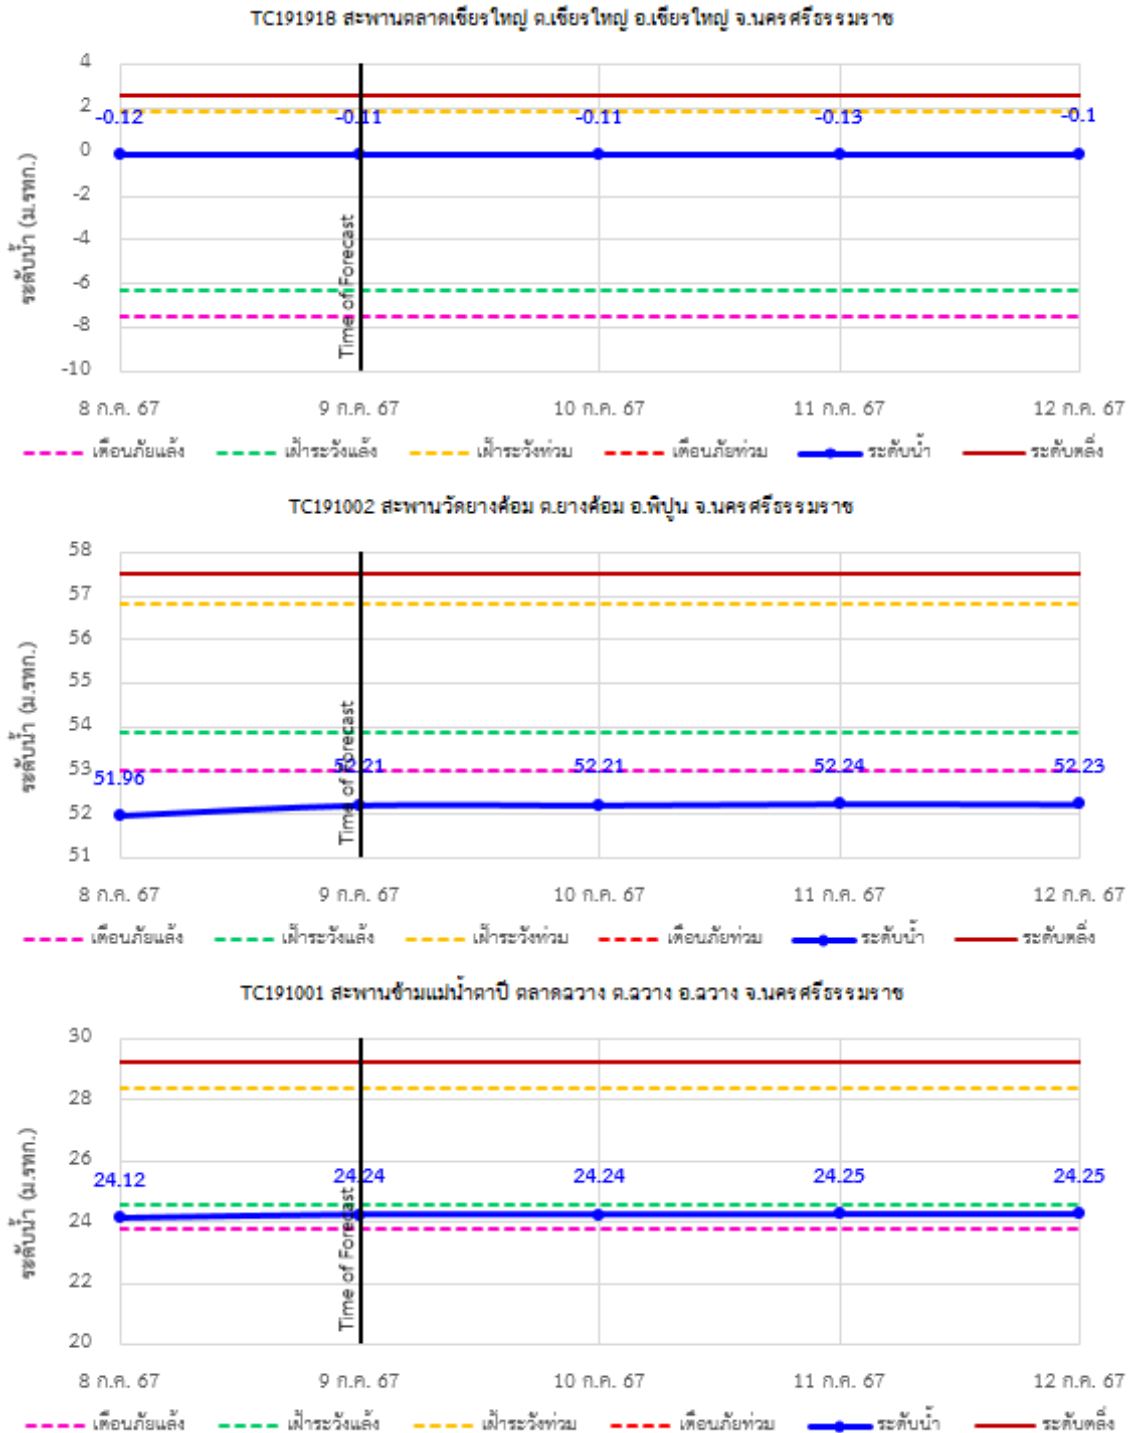 TC191918 สะพานตลาดเชียรใหญ่ ต.เชียรใหญ่ อ.เชียรใหญ่ จ.นครศรีธรรมราช
ระดับน้ำ (ม.รทก.)
4
2
0
-2
-4
-6
-8
-10
-0.12
-0.11
-0.11
-0.13
-0.1
Time of Forecast
8 ก.ค. 67
9 ก.ค. 67
10 ก.ค. 67
11 ก.ค. 67
12 ก.ค. 67
เตือนภัยแล้ง เฝ้าระวังแล้ง เฝ้าระวังท่วม เตือนภัยท่วม ระดับน้ำ ระดับตลิ่ง
TC191002 สะพานวัดยางค้อม ต.ยางค้อม อ.พิปูน จ.นครศรีธรรมราช
ระดับน้ำ (ม.รทก.)
58
57
56
55
54
53
52
51
51.96
52.21
52.21
52.24
52.23
Time of Forecast
8 ก.ค. 67
9 ก.ค. 67
10 ก.ค. 67
11 ก.ค. 67
12 ก.ค. 67
เตือนภัยแล้ง เฝ้าระวังแล้ง เฝ้าระวังท่วม เตือนภัยท่วม ระดับน้ำ ระดับตลิ่ง
TC191001 สะพานข้ามแม่น้ำตาปี ตลาดฉวาง ต.ฉวาง อ.ฉวาง จ.นครศรีธรรมราช
ระดับน้ำ (ม.รทก.)
30
28
26
24
22
20
24.12
24.24
24.24
24.25
24.25
Time of Forecast
8 ก.ค. 67
9 ก.ค. 67
10 ก.ค. 67
11 ก.ค. 67
12 ก.ค. 67
เตือนภัยแล้ง เฝ้าระวังแล้ง เฝ้าระวังท่วม เตือนภัยท่วม ระดับน้ำ ระดับตลิ่ง